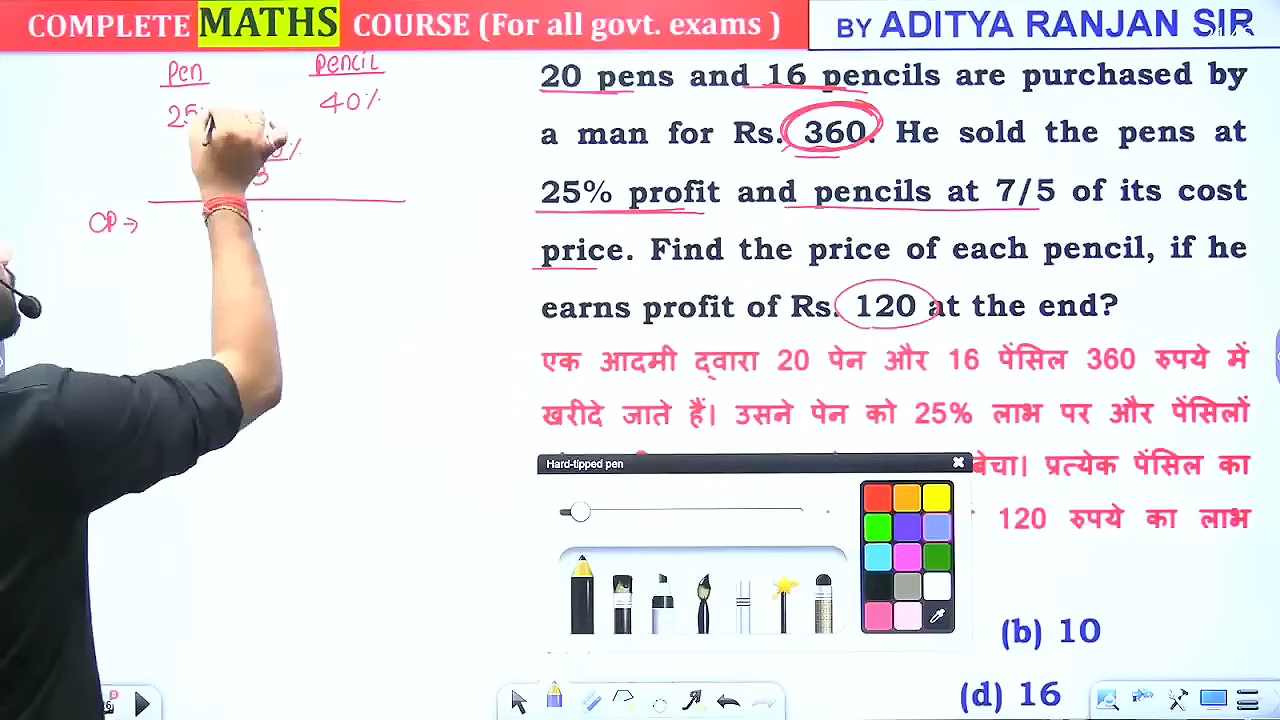 COMPLETE MATHS COURSE (For all govt. exams )
BY ADITYA RANJAN SIR
Pen
Pencil
25
40%
%
3
CP →
:
20 pens and 16 pencils are purchased by
a man for Rs. 360. He sold the pens at
25% profit and pencils at 7/5 of its cost
price. Find the price of each pencil, if he
earns profit of Rs. 120 at the end?
एक आदमी द्वारा 20 पेन और 16 पेंसिल 360 रुपये में
खरीदे जाते हैं। उसने पेन को 25% लाभ पर और पेंसिलों
बेचा। प्रत्येक पेंसिल का
120 रुपये का लाभ
Hard-tipped pen
(b) 10
(d) 16